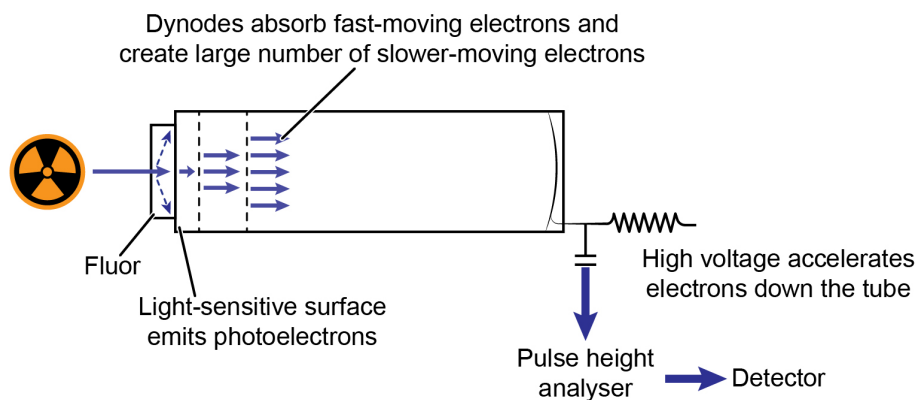 Dynodes absorb fast-moving electrons and
create large number of slower-moving electrons
Fluor
Light-sensitive surface
emits photoelectrons
High voltage accelerates
electrons down the tube
Pulse height
analyser
Detector